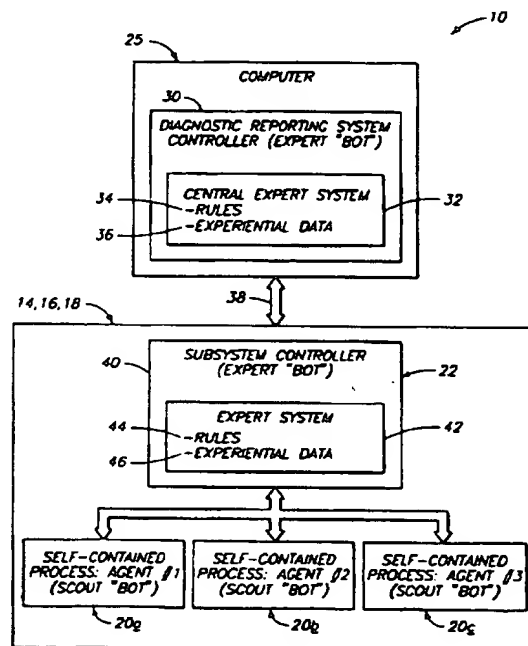 10
25
COMPUTER
30
DIAGNOSTIC REPORTING SYSTEM
CONTROLLER (EXPERT "BOT")
CENTRAL EXPERT SYSTEM
34
-RULES
32
36
-EXPERIENTIAL DATA
38
14,16,18
40
SUBSYSTEM CONTROLLER
(EXPERT "BOT")
22
EXPERT SYSTEM
44
-RULES
42
46
-EXPERIENTIAL DATA
SELF-CONTAINED
PROCESS: AGENT #1
(SCOUT "BOT")
20a
SELF-CONTAINED
PROCESS: AGENT #2
(SCOUT "BOT")
20b
SELF-CONTAINED
PROCESS: AGENT #3
(SCOUT "BOT")
20c